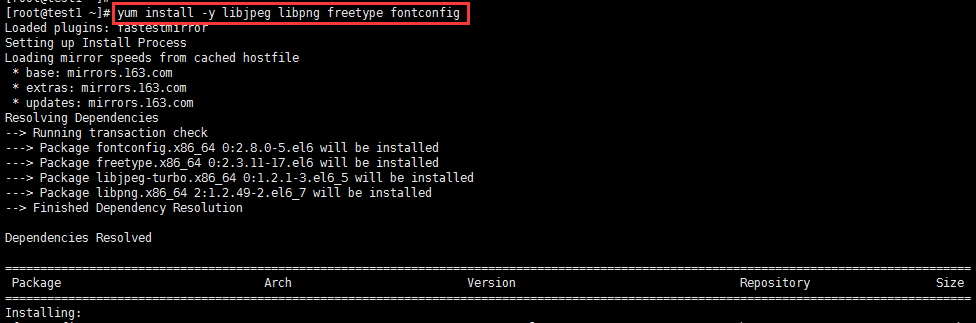 [root@test1 ~]#
[root@test1 ~]# yum install -y libjpeg libpng freetype fontconfig
Loaded plugins: fastestmirror
Setting up Install Process
Loading mirror speeds from cached hostfile
* base: mirrors.163.com
* extras: mirrors.163.com
* updates: mirrors.163.com
Resolving Dependencies
--> Running transaction check
---> Package fontconfig.x86_64 0:2.8.0-5.el6 will be installed
---> Package freetype.x86_64 0:2.3.11-17.el6 will be installed
---> Package libjpeg-turbo.x86_64 0:1.2.1-3.el6_5 will be installed
---> Package libpng.x86_64 2:1.2.49-2.el6_7 will be installed
--> Finished Dependency Resolution
Dependencies Resolved
Package Arch Version Repository Size
Installing: